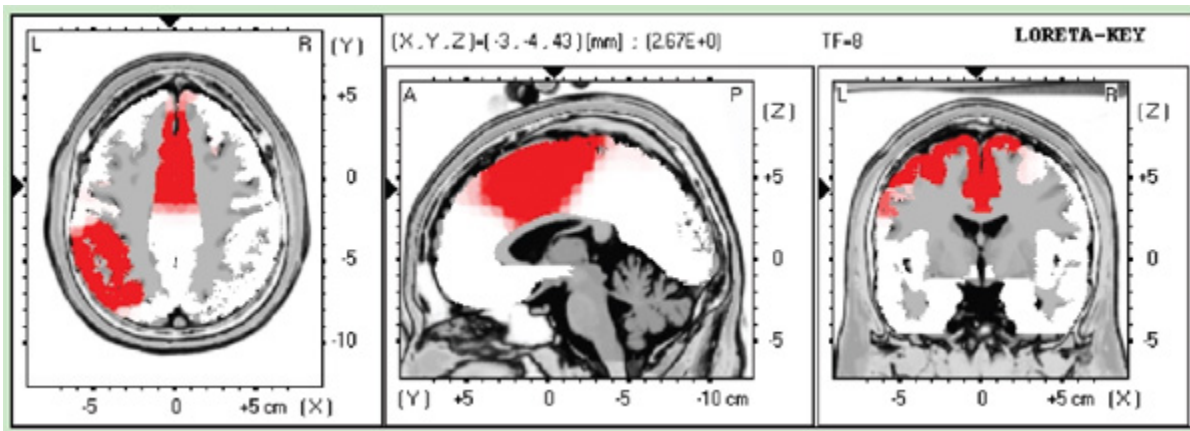 (X,Y,Z)=(-3,-4,43)[mm] ; (2.67E+0)
TF=8
LORETA-KEY
L
R
(Y)
+5
0
-5
-10
-5
0
+5 cm
(X)
A
P
(Z)
+5
0
-5
(Y)
+5
0
-5
-10 cm
L
R
(Z)
+5
0
-5
-5
0
+5 cm
(X)